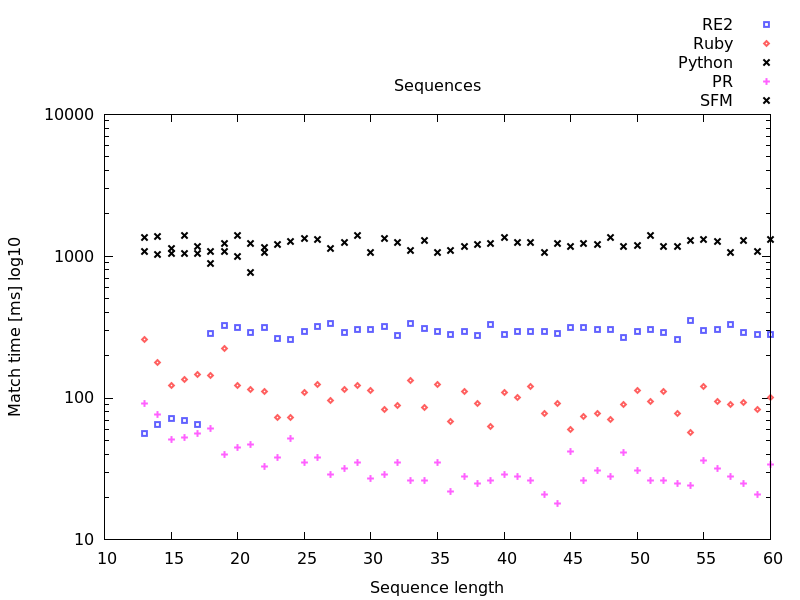 RE2
Ruby
Python
PR
SFM
Sequences
10000
1000
100
10
Match time [ms] log10
10 15 20 25 30 35 40 45 50 55 60
Sequence length